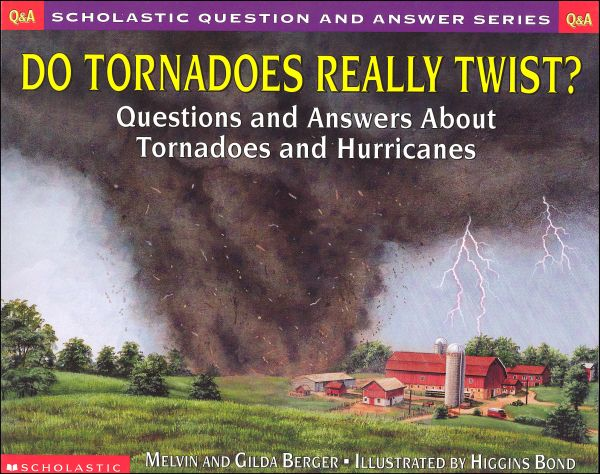 Q&A SCHOLASTIC QUESTION AND ANSWER SERIES Q&A
DO TORNADOES REALLY TWIST?
Questions and Answers About
Tornadoes and Hurricanes
SCHOLASTIC MELVIN AND GILDA BERGER ▪ ILLUSTRATED BY HIGGINS BOND